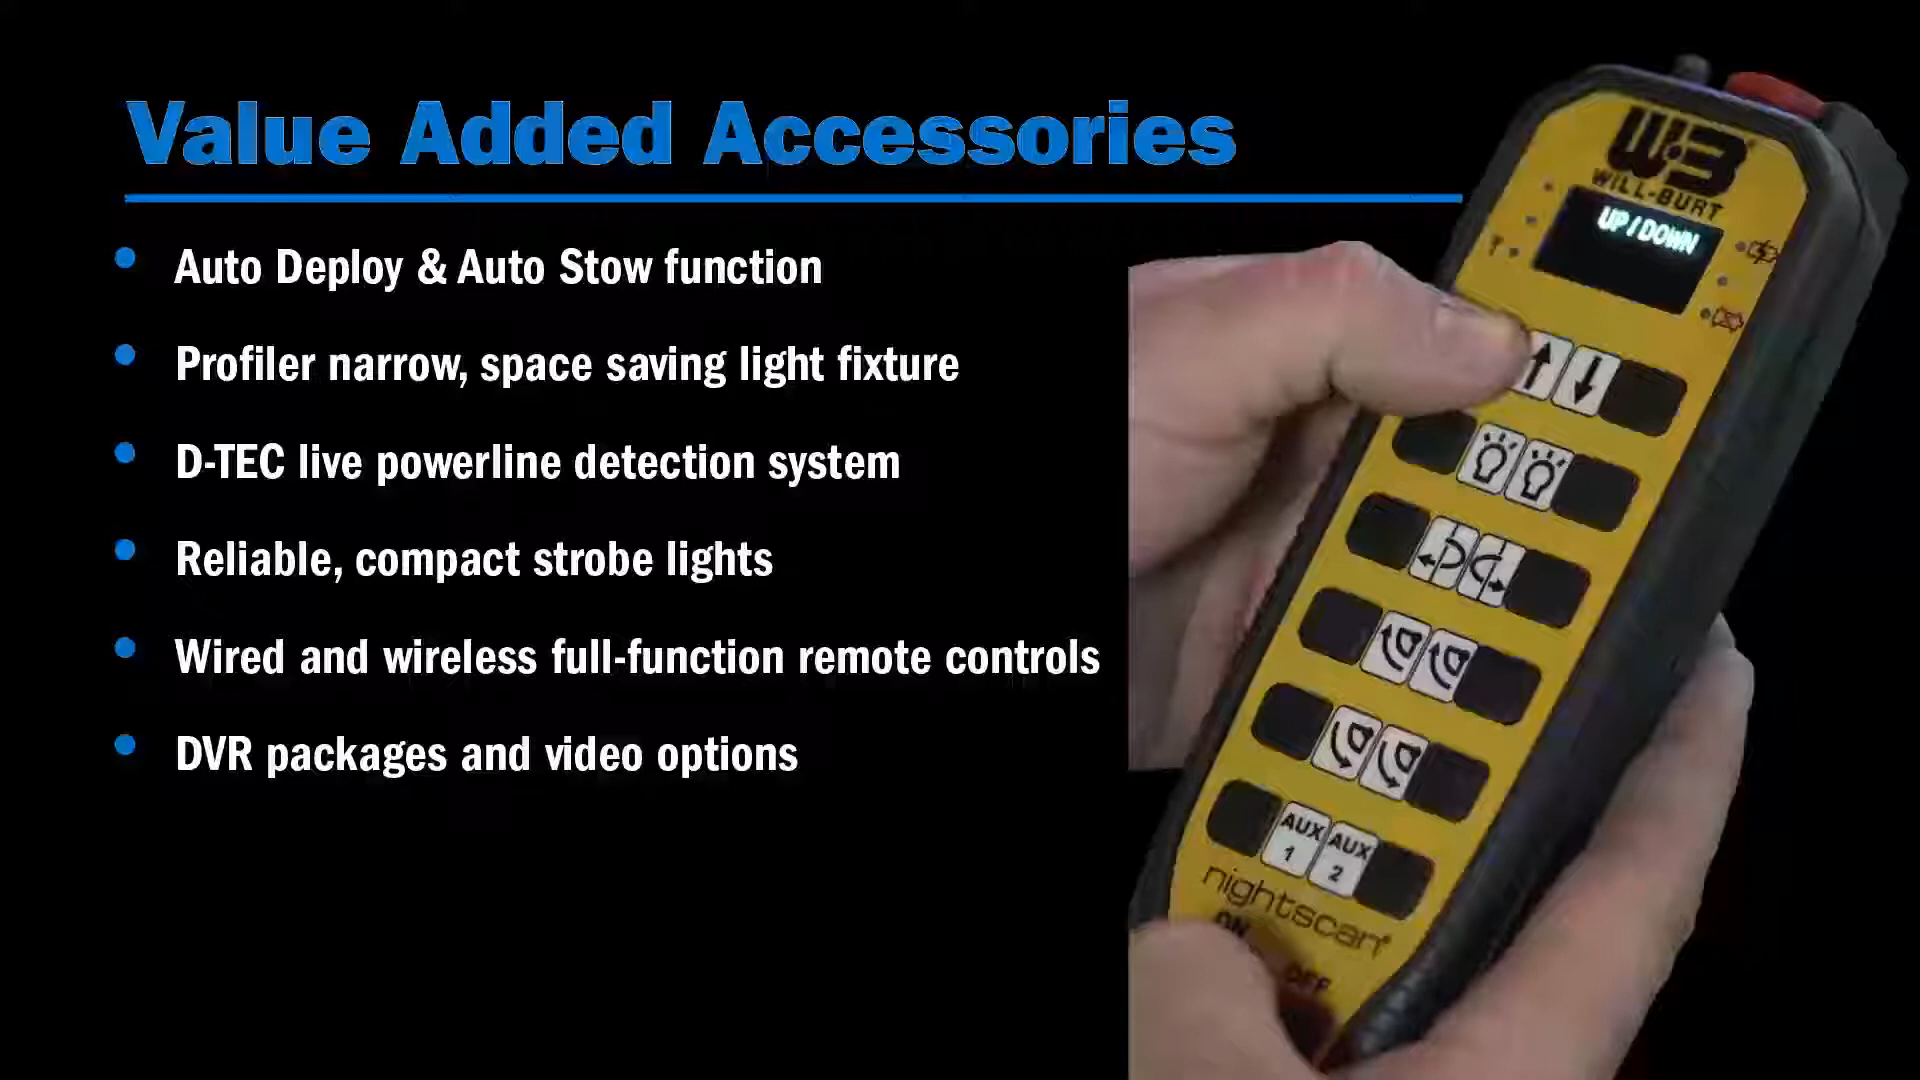 Value Added Accessories
Auto Deploy & Auto Stow function
Profiler narrow, space saving light fixture
D-TEC live powerline detection system
Reliable, compact strobe lights
Wired and wireless full-function remote controls
DVR packages and video options
WILL-BURT
UP / DOWN
AUX 1
AUX 2
nightscan®
ON
OFF